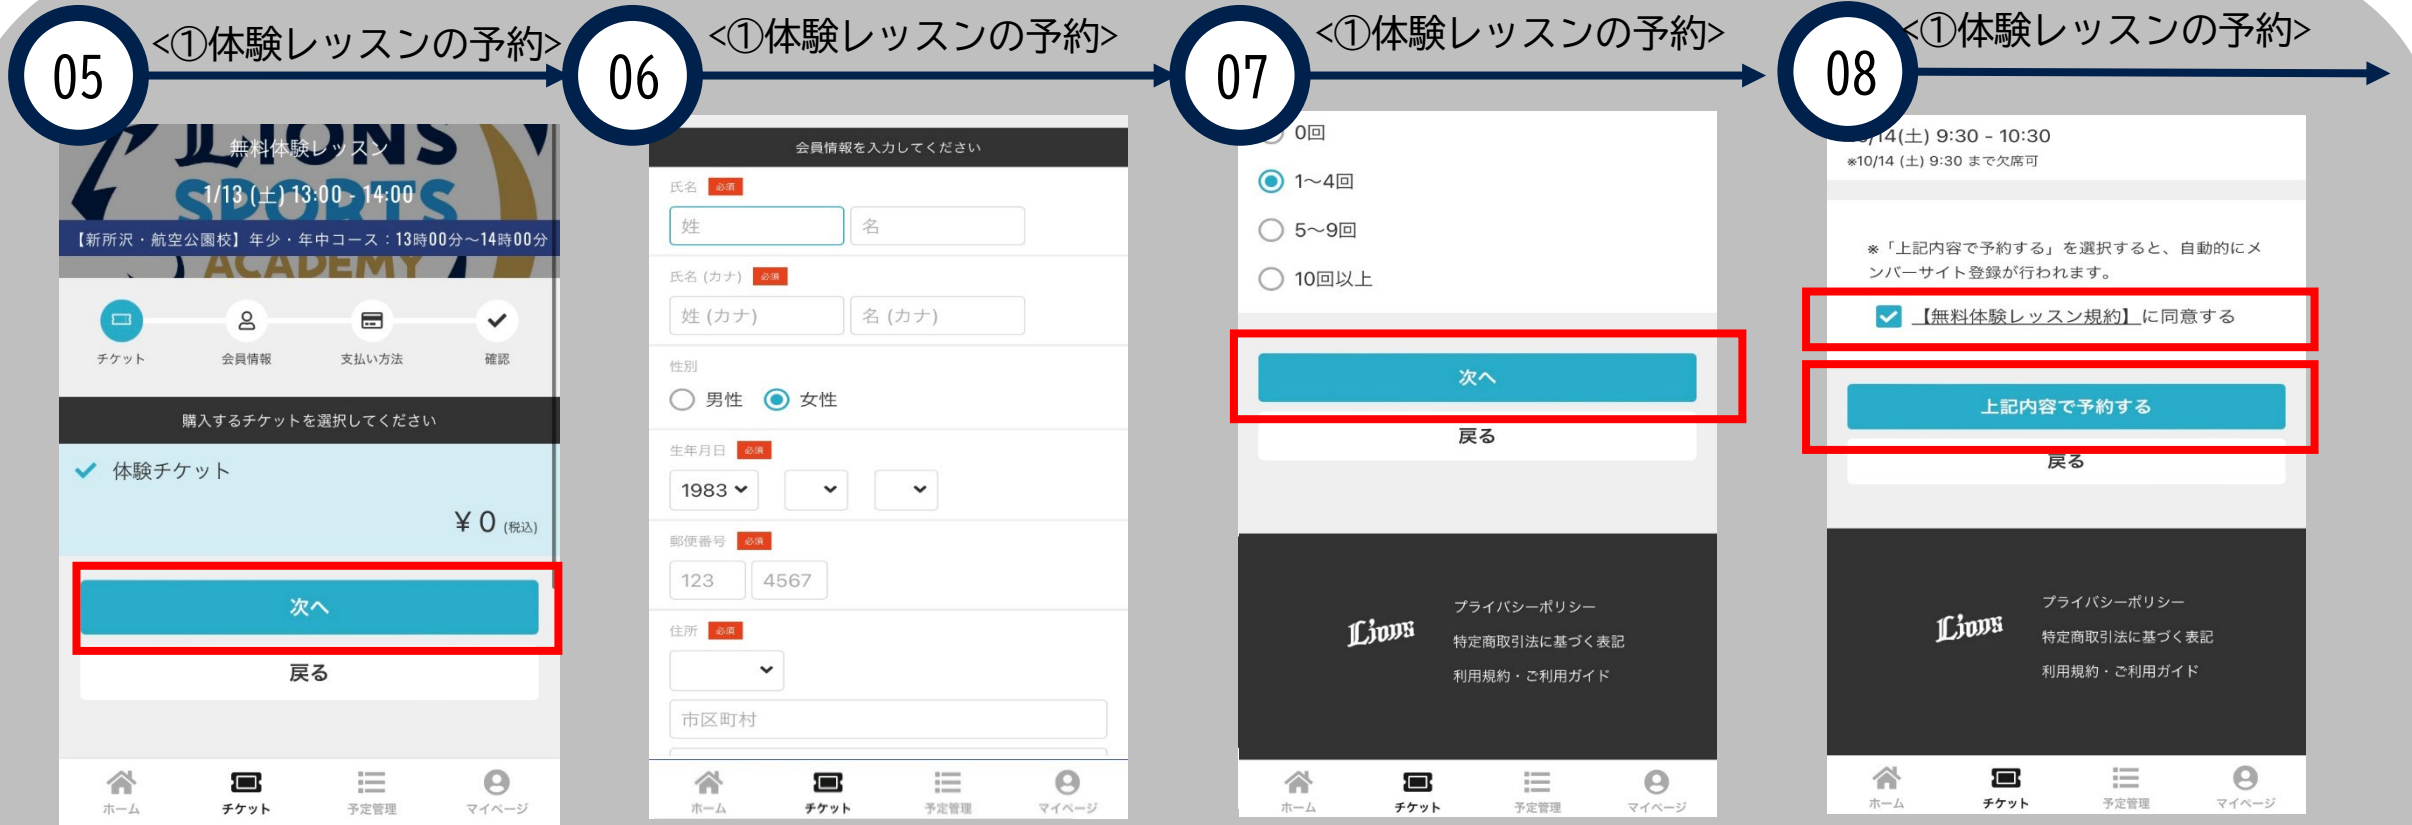 05
<①体験レッスンの予約>
LIONS
SPORTS
ACADEMY
無料体験レッスン
1/13 (土) 13:00 - 14:00
【新所沢・航空公園校】年少・年中コース：13時00分～14時00分
チケット
会員情報
支払い方法
確認
購入するチケットを選択してください
体験チケット
¥ 0 (税込)
次へ
戻る
ホーム
チケット
予定管理
マイページ
06
<①体験レッスンの予約>
会員情報を入力してください
氏名 必須
姓 名
氏名 (カナ) 必須
姓 (カナ) 名 (カナ)
性別
男性 女性
生年月日 必須
1983
郵便番号 必須
123 4567
住所 必須
市区町村
ホーム
チケット
予定管理
マイページ
07
<①体験レッスンの予約>
0回
1～4回
5～9回
10回以上
次へ
戻る
Lions
プライバシーポリシー
特定商取引法に基づく表記
利用規約・ご利用ガイド
ホーム
チケット
予定管理
マイページ
08
<①体験レッスンの予約>
/14(土) 9:30 - 10:30
※10/14 (土) 9:30 まで欠席可
※「上記内容で予約する」を選択すると、自動的にメ
ンバーサイト登録が行われます。
【無料体験レッスン規約】に同意する
上記内容で予約する
戻る
Lions
プライバシーポリシー
特定商取引法に基づく表記
利用規約・ご利用ガイド
ホーム
チケット
予定管理
マイページ